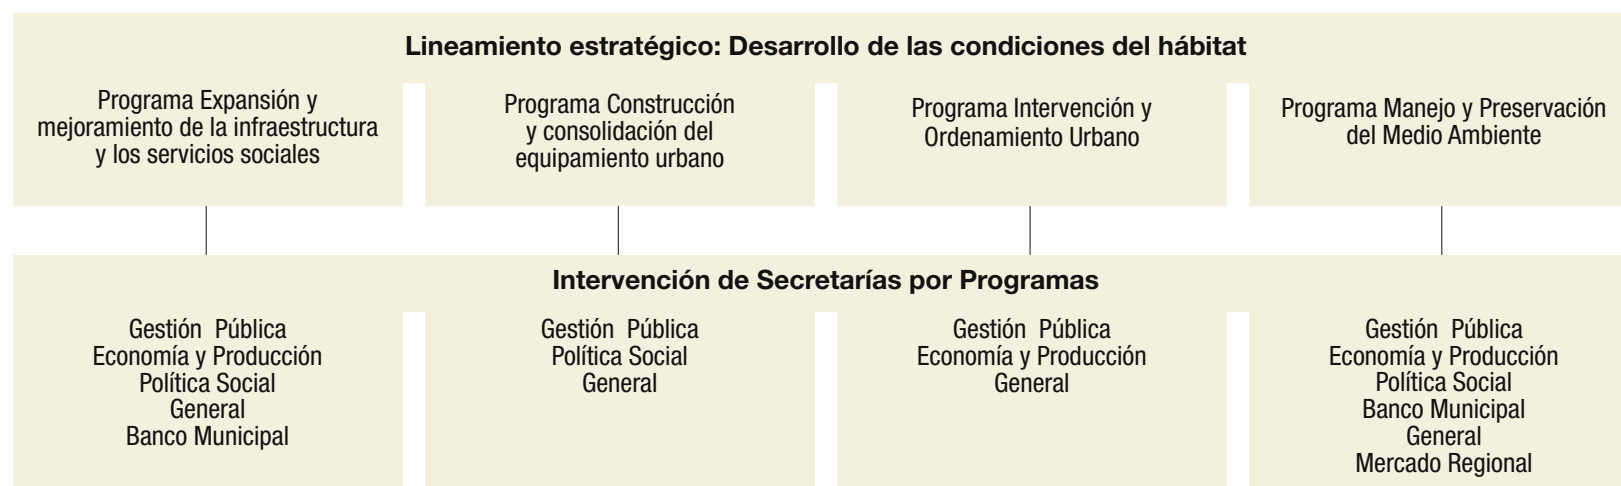 Lineamiento estratégico: Desarrollo de las condiciones del hábitat
Programa Expansión y
mejoramiento de la infraestructura
y los servicios sociales
Programa Construcción
y consolidación del
equipamiento urbano
Programa Intervención y
Ordenamiento Urbano
Programa Manejo y Preservación
del Medio Ambiente
Intervención de Secretarías por Programas
Gestión Pública
Economía y Producción
Política Social
General
Banco Municipal
Gestión Pública
Política Social
General
Gestión Pública
Economía y Producción
General
Gestión Pública
Economía y Producción
Política Social
Banco Municipal
General
Mercado Regional